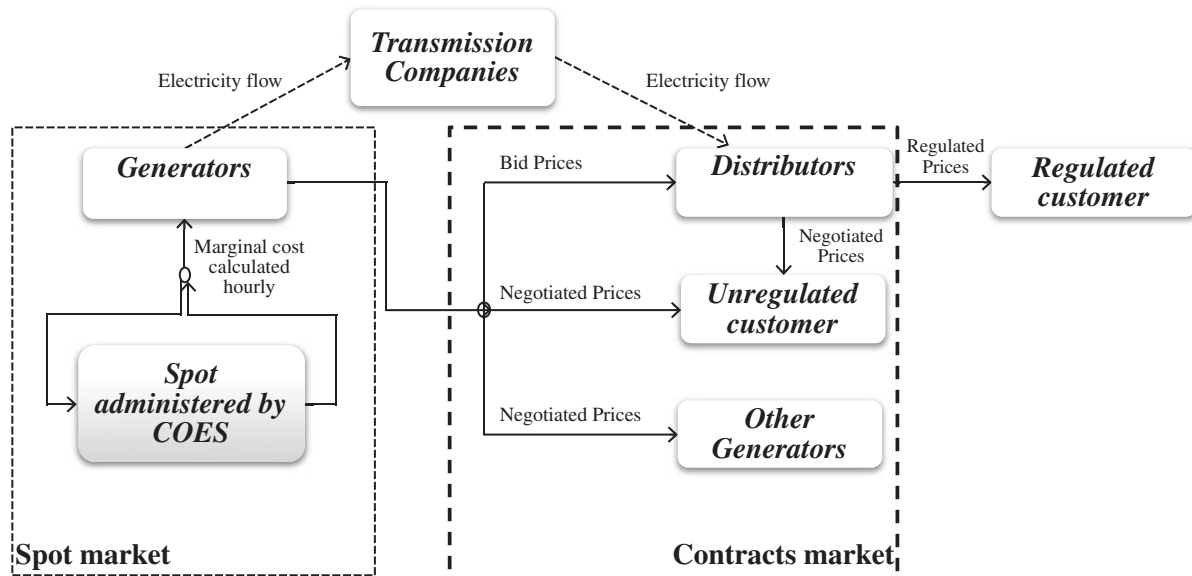 Transmission
Companies
Electricity flow
Electricity flow
Generators
Bid Prices
Distributors
Regulated
Prices
Regulated
customer
Marginal cost
calculated
hourly
Negotiated
Prices
Negotiated Prices
Unregulated
customer
Spot
administered by
COES
Negotiated Prices
Other
Generators
Spot market
Contracts market